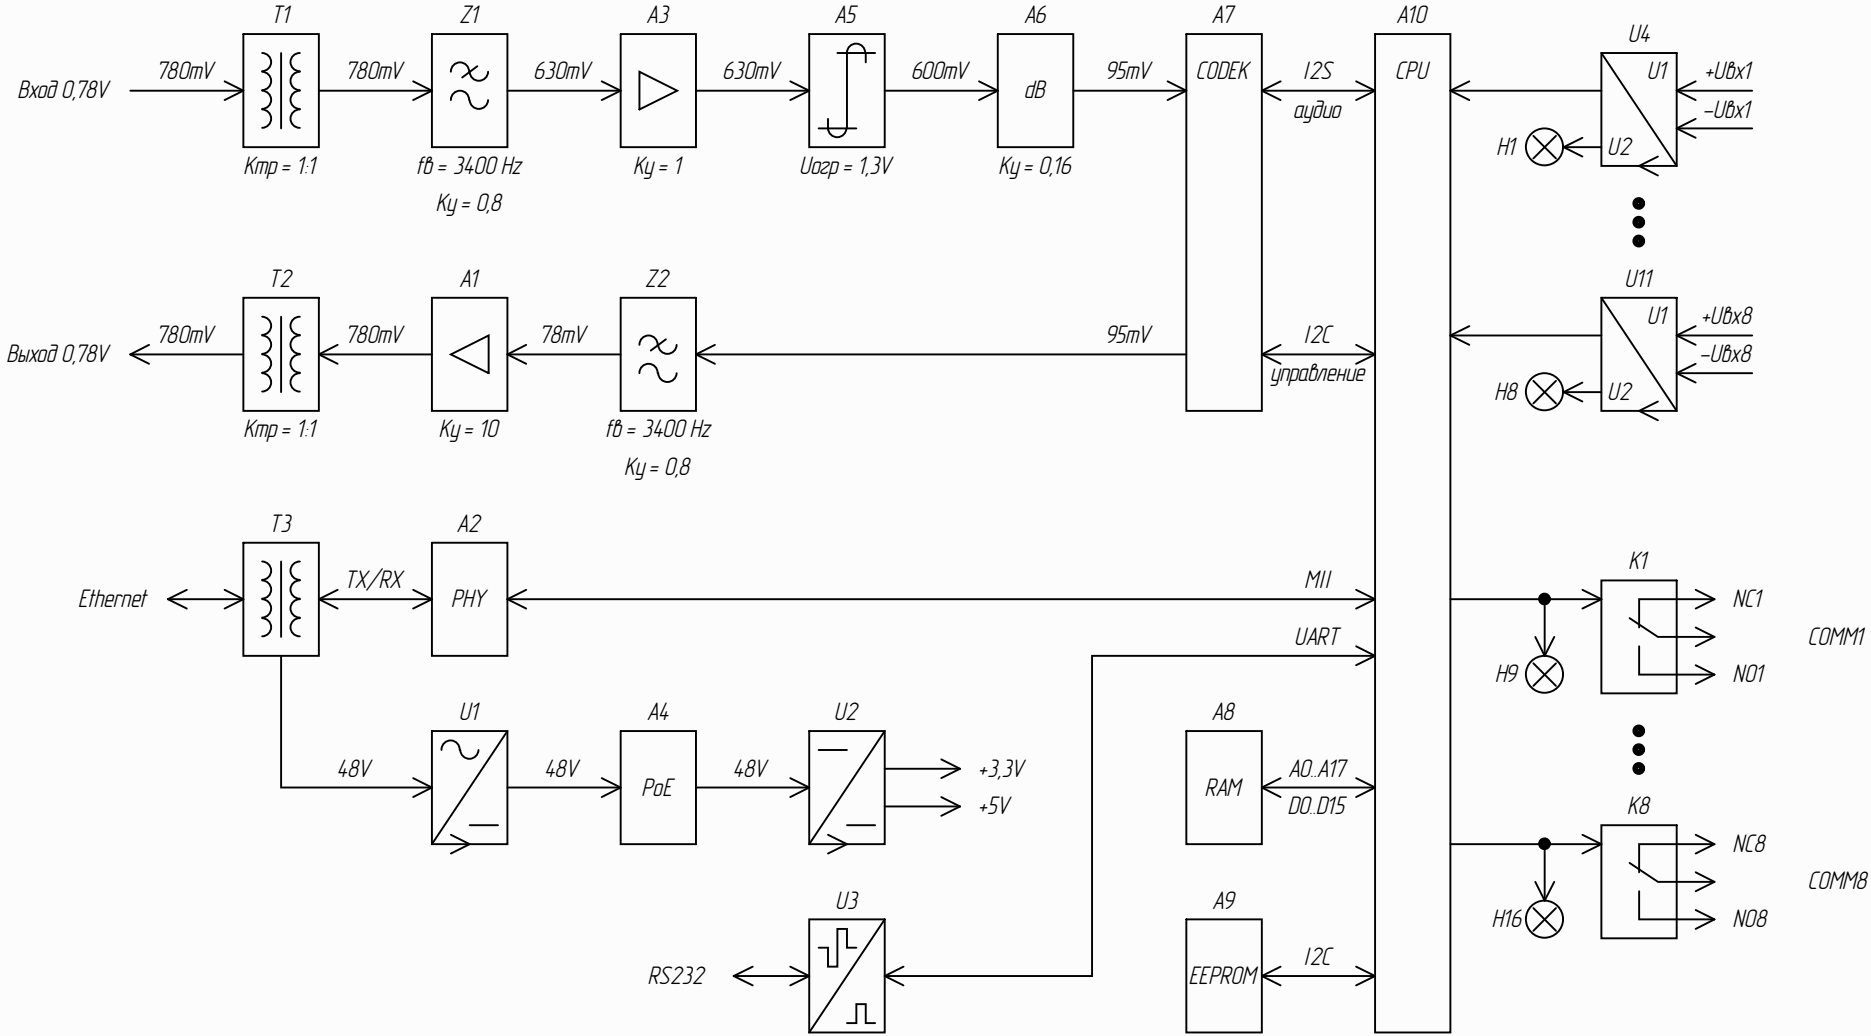 T1
Z1
A3
A5
A6
A7
A10
U4
Вход 0,78V
780mV
780mV
630mV
630mV
600mV
dB
95mV
CODEK
I2S
аудио
CPU
U1
U2
+Uвх1
-Uвх1
H1
Kтр = 1:1
fв = 3400 Hz
Kу = 0,8
Kу = 1
Uогр = 1,3V
Kу = 0,16
T2
A1
Z2
U11
Выход 0,78V
780mV
780mV
78mV
95mV
I2C
управление
U1
U2
+Uвх8
-Uвх8
H8
Kтр = 1:1
Kу = 10
fв = 3400 Hz
Kу = 0,8
T3
A2
K1
Ethernet
TX/RX
PHY
MII
UART
H9
NC1
COMM1
NO1
U1
A4
U2
A8
K8
48V
48V
PoE
48V
+3,3V
+5V
RAM
A0..A17
D0..D15
NC8
COMM8
NO8
H16
U3
A9
RS232
EEPROM
I2C